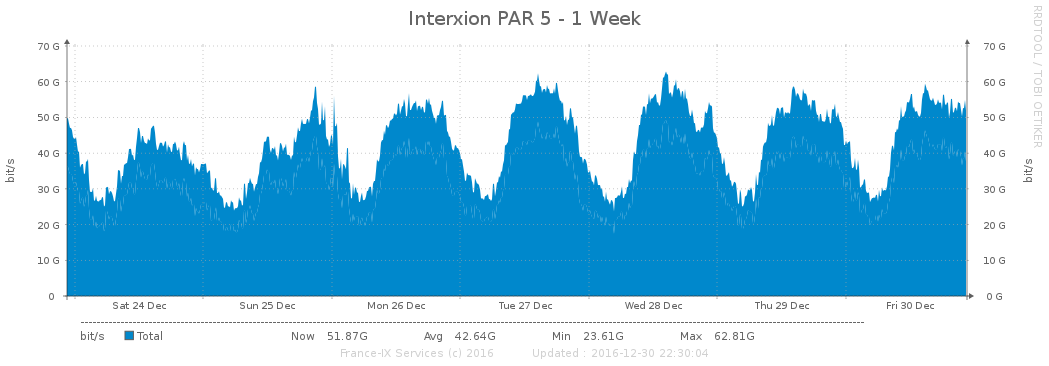 Interxion PAR 5 - 1 Week
RRDTOOL / TOBI OETIKER
bit/s
bit/s
70 G 70 G
60 G 60 G
50 G 50 G
40 G 40 G
30 G 30 G
20 G 20 G
10 G 10 G
0 0 G
Sat 24 Dec Sun 25 Dec Mon 26 Dec Tue 27 Dec Wed 28 Dec Thu 29 Dec Fri 30 Dec
bit/s Total Now 51.87G Avg 42.64G Min 23.61G Max 62.81G
France-IX Services (c) 2016 Updated : 2016-12-30 22:30:04